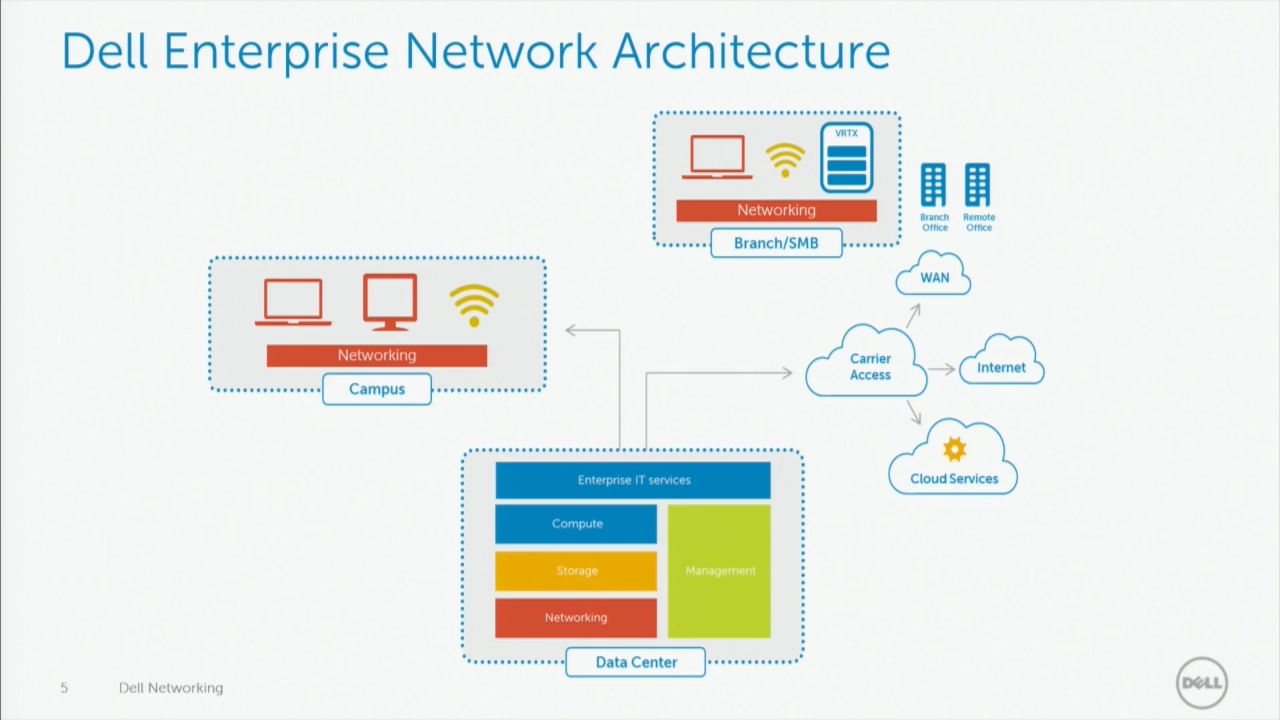 Dell Enterprise Network Architecture
VRTX
Networking
Branch/SMB
Branch
Office
Remote
Office
WAN
Networking
Campus
Carrier
Access
Internet
Cloud Services
Enterprise IT services
Compute
Storage
Networking
Management
Data Center
5
Dell Networking
DELL